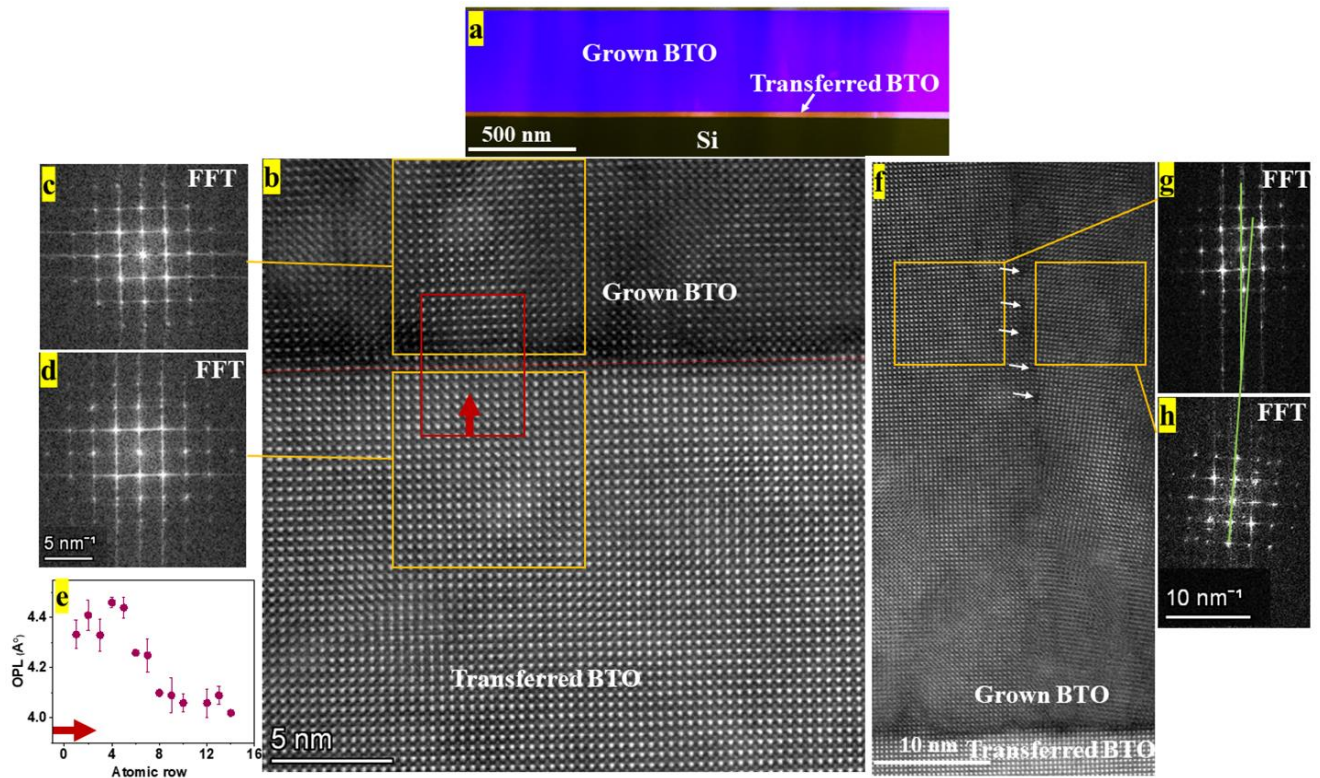 a
Grown BTO
Transferred BTO
500 nm
Si
c
FFT
d
FFT
5 nm⁻¹
b
Grown BTO
Transferred BTO
5 nm
e
OPL (A⁰)
4.4
4.2
4.0
0 4 8 12 16
Atomic row
f
Grown BTO
10 nm
Transferred BTO
g
FFT
h
FFT
10 nm⁻¹